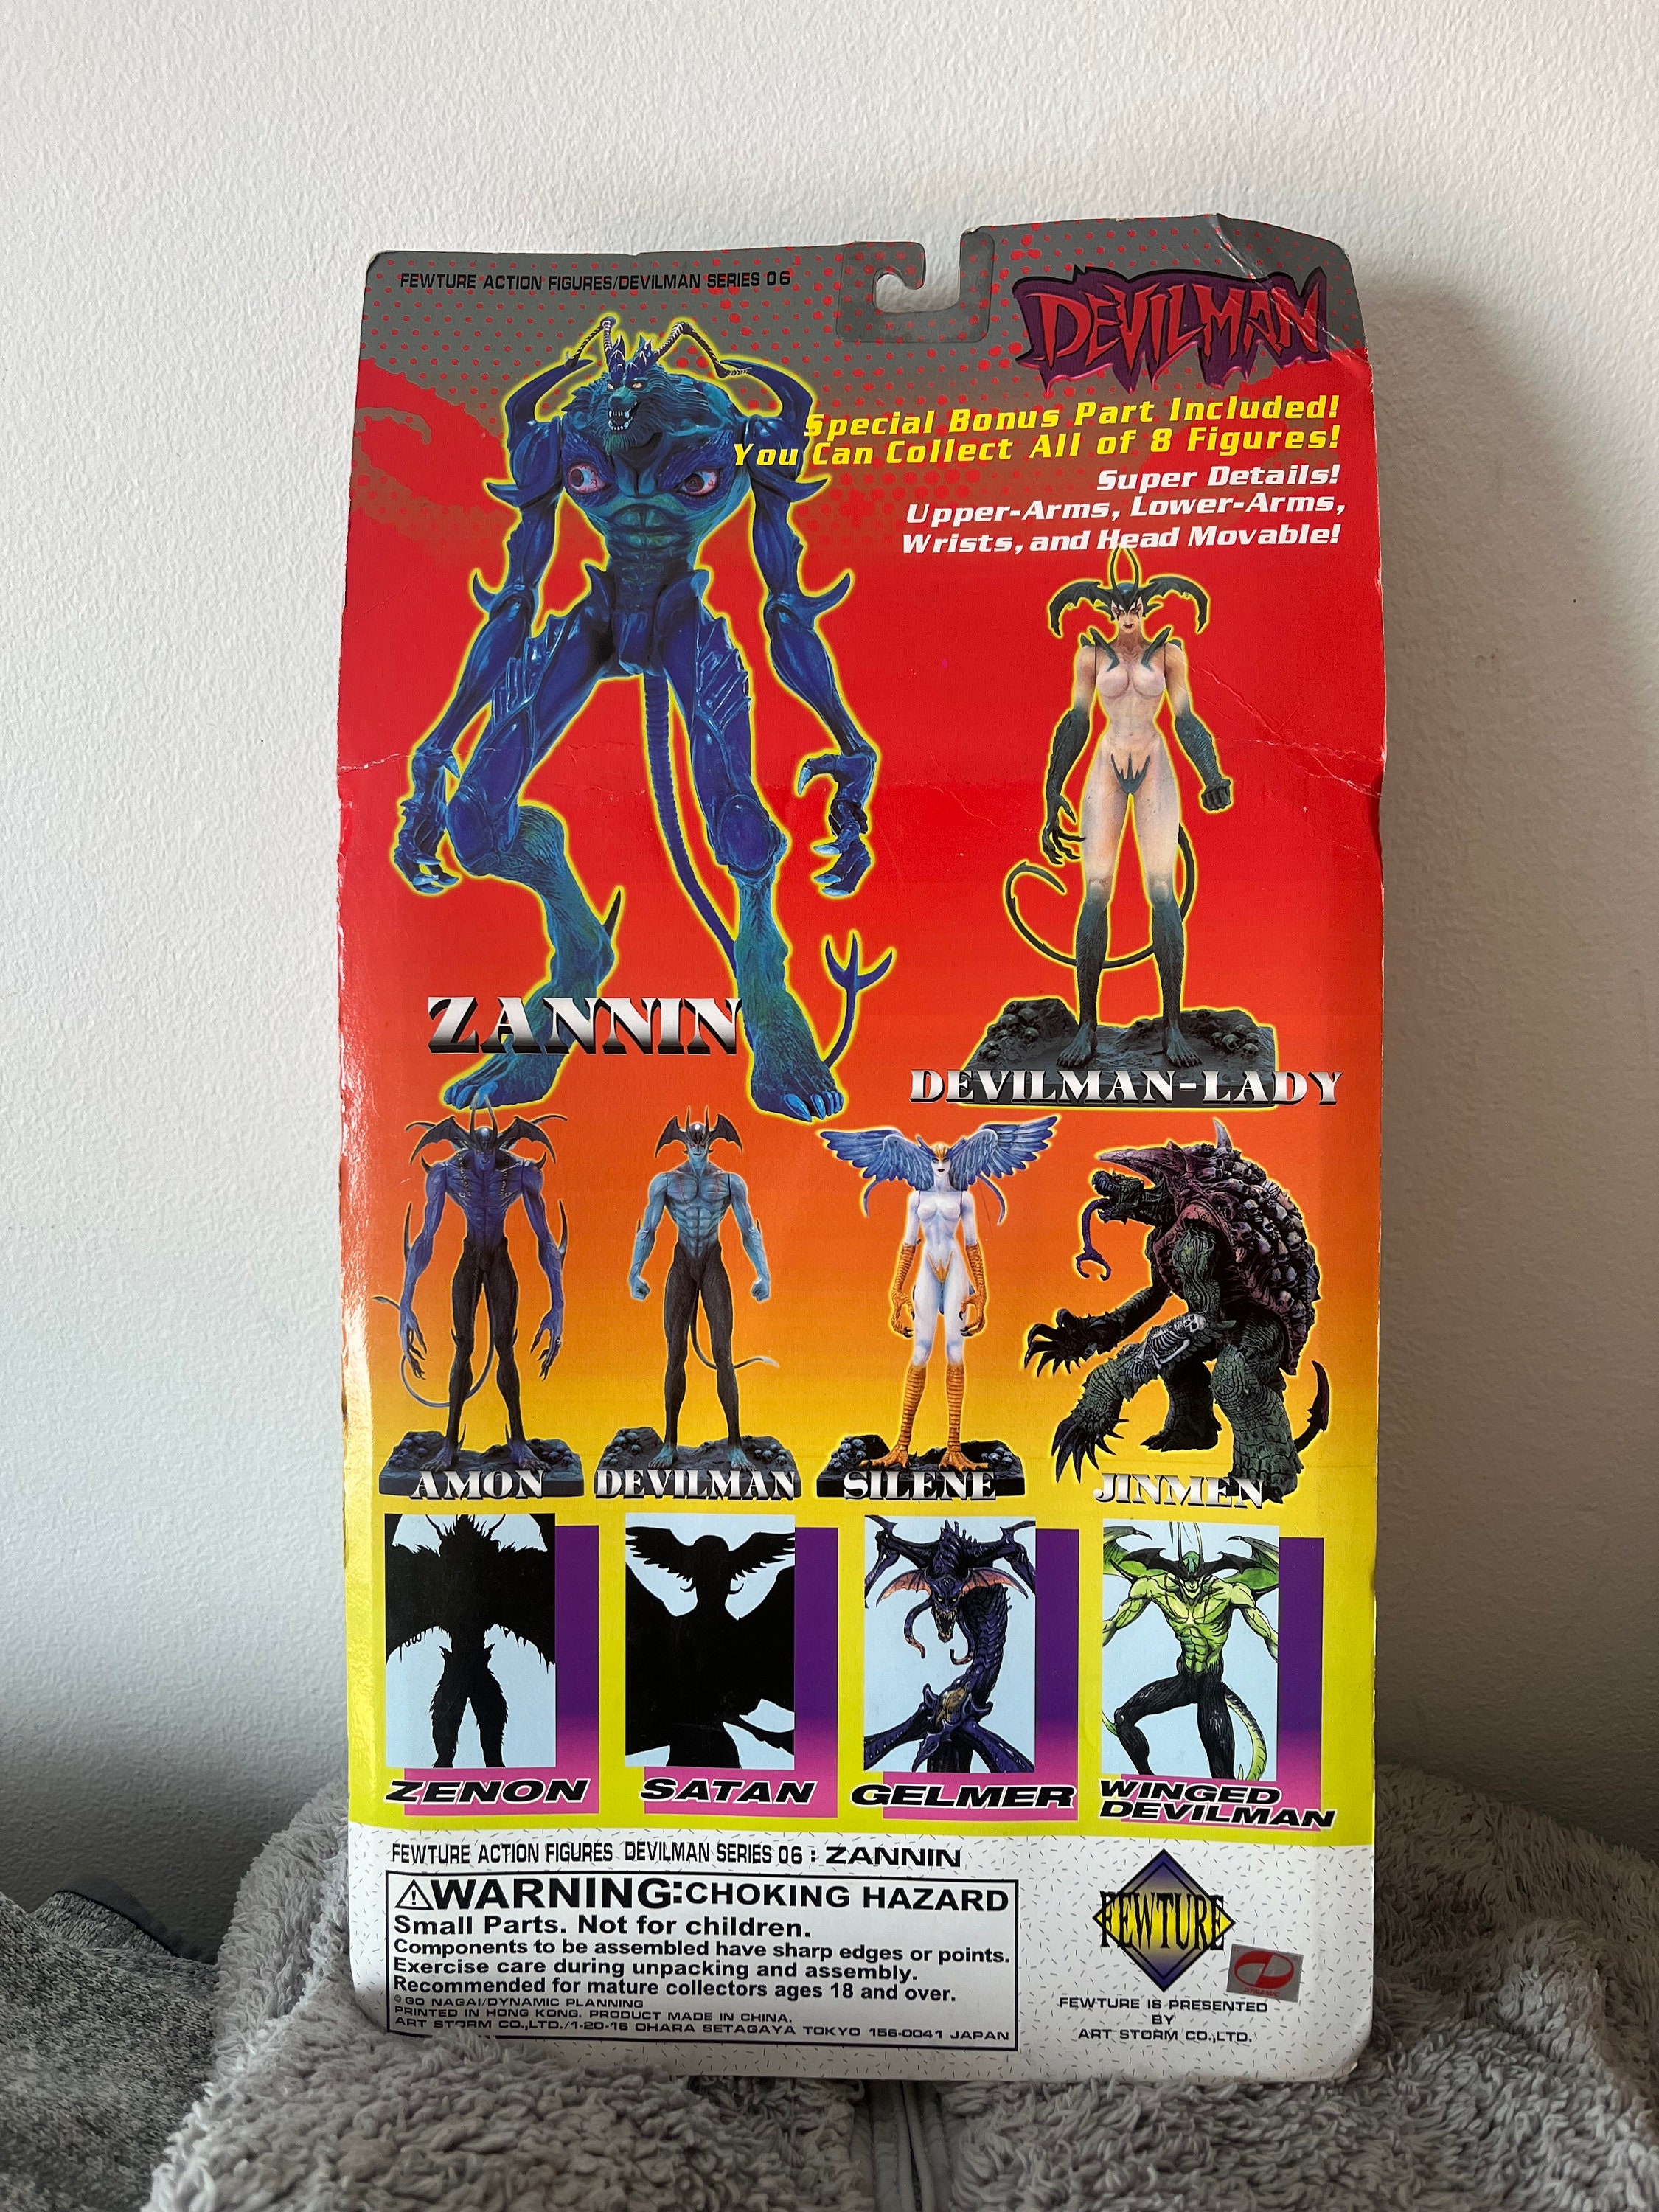 FEWTURE ACTION FIGURES/DEVILMAN SERIES 06
DEVILMAN
Special Bonus Part Included!
You Can Collect All of 8 Figures!
Super Details!
Upper-Arms, Lower-Arms,
Wrists, and Head Movable!
ZANNIN
DEVILMAN-LADY
AMON
DEVILMAN
SILENE
JINMEN
ZENON
SATAN
GELMER
WINGED
DEVILMAN
FEWTURE ACTION FIGURES DEVILMAN SERIES 06 : ZANNIN
WARNING:CHOKING HAZARD
Small Parts. Not for children.
Components to be assembled have sharp edges or points.
Exercise care during unpacking and assembly.
Recommended for mature collectors ages 18 and over.
©GO NAGAI/DYNAMIC PLANNING
PRINTED IN HONG KONG. PRODUCT MADE IN CHINA.
ART STORM CO.,LTD./1-20-16 OHARA SETAGAYA TOKYO 156-0041 JAPAN
FEWTURE
DYNAMIC
FEWTURE IS PRESENTED
BY
ART STORM CO.,LTD.